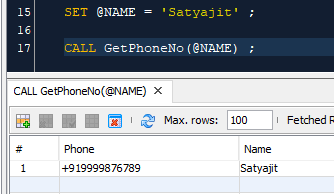 15 SET @NAME = 'Satyajit' ;
16
17 CALL GetPhoneNo(@NAME) ;
CALL GetPhoneNo(@NAME) ×
Max. rows: 100 Fetched R
# Phone Name
1 +919999876789 Satyajit